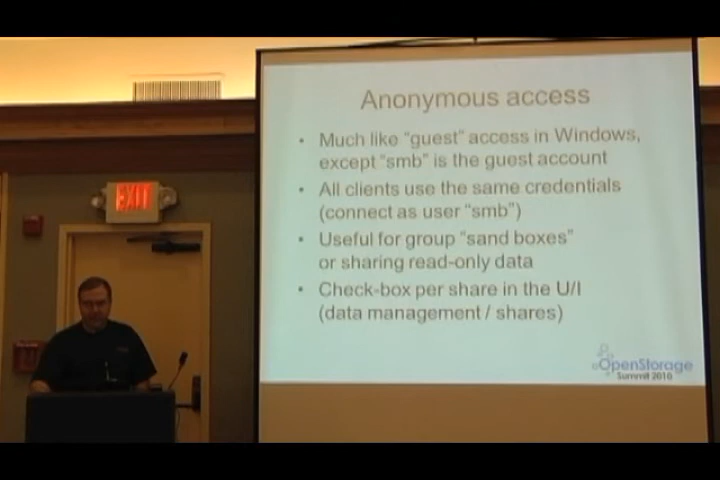 Anonymous access
• Much like "guest" access in Windows,
except "smb" is the guest account
• All clients use the same credentials
(connect as user "smb")
• Useful for group "sand boxes"
or sharing read-only data
• Check-box per share in the U/I
(data management / shares)
OpenStorage
Summit 2010
EXIT